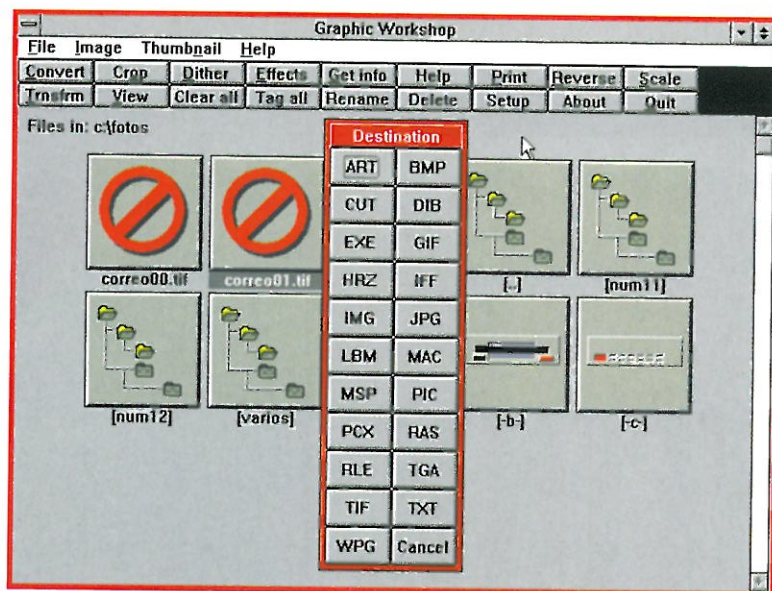 Graphic Workshop
File Image Thumbnail Help
Convert Crop Dither Effects Get info Help Print Reverse Scale
Trnsfrm View Clear all Tag all Rename Delete Setup About Quit
Files in: c:\fotos
Destination
ART BMP
CUT DIB
EXE GIF
HRZ IFF
IMG JPG
LBM MAC
MSP PIC
PCX RAS
RLE TGA
TIF TXT
WPG Cancel
correo00.tif correo01.tif [..] [num11]
[num12] [varios] [-b-] [-c-]